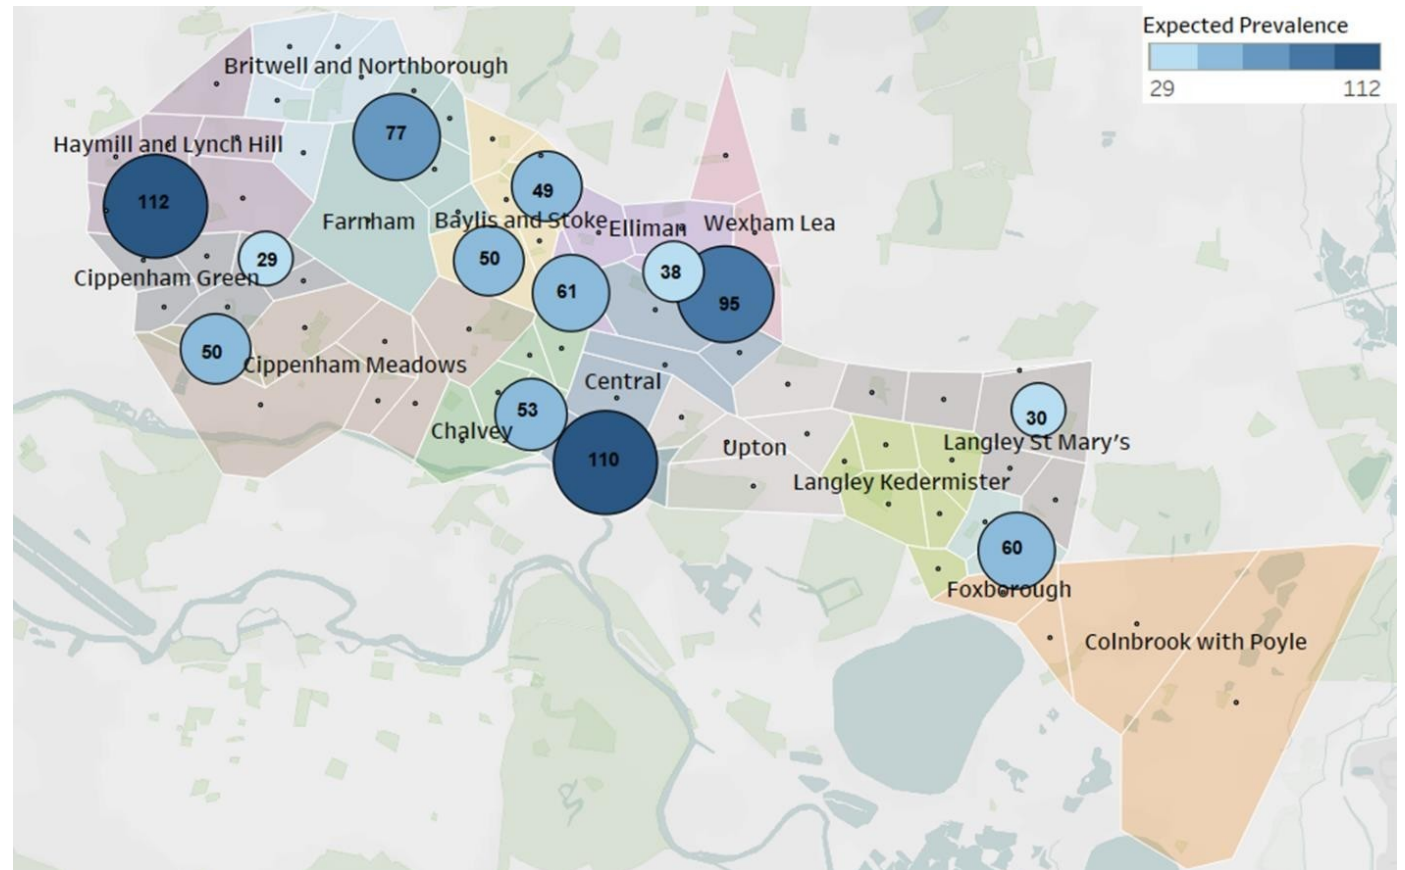 Expected Prevalence
29 112
Britwell and Northborough
77
Haymill and Lynch Hill
112
49
Farnham
Baylis and Stoke
Elliman
Wexham Lea
29
50
38
Cippenham Green
61
95
50
Cippenham Meadows
Central
53
30
Chalvey
Langley St Mary's
Upton
110
Langley Kedermister
60
Foxborough
Colnbrook with Poyle